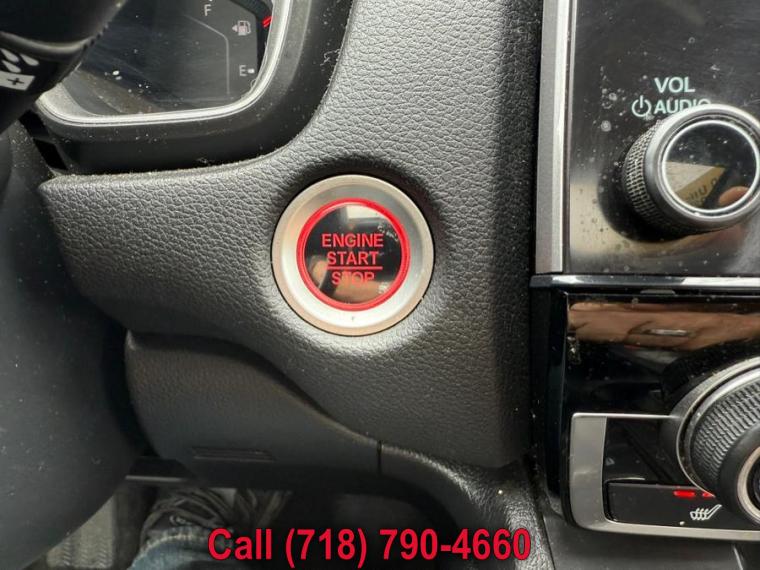 F
E
VOL
AUDIO
ENGINE
START
STOP
Call (718) 790-4660